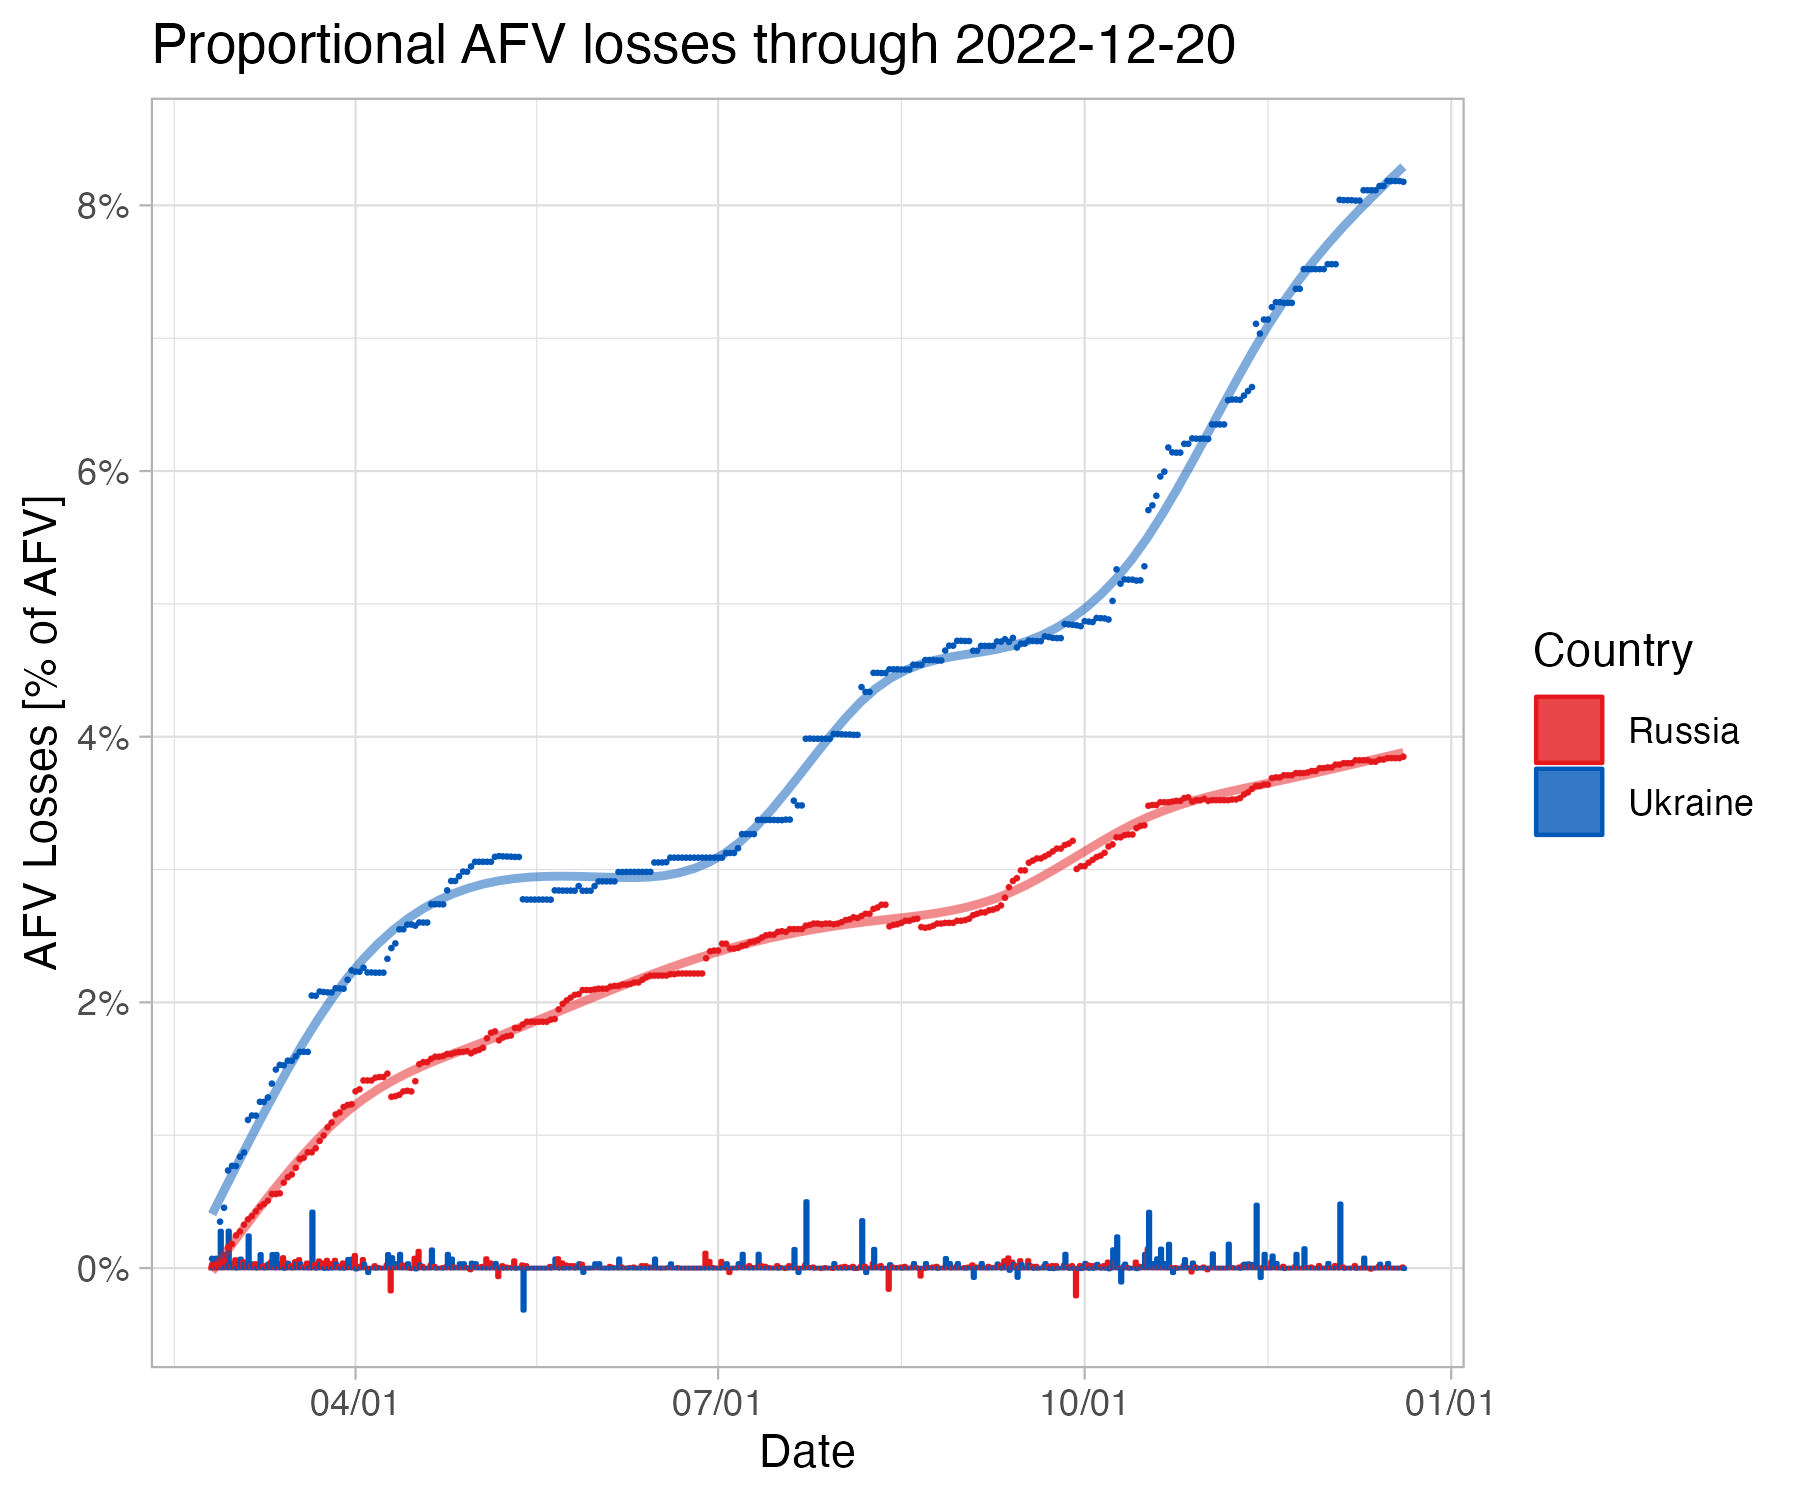 Proportional AFV losses through 2022-12-20
AFV Losses [% of AFV]
8%
6%
4%
2%
0%
04/01
07/01
10/01
01/01
Date
Country
Russia
Ukraine